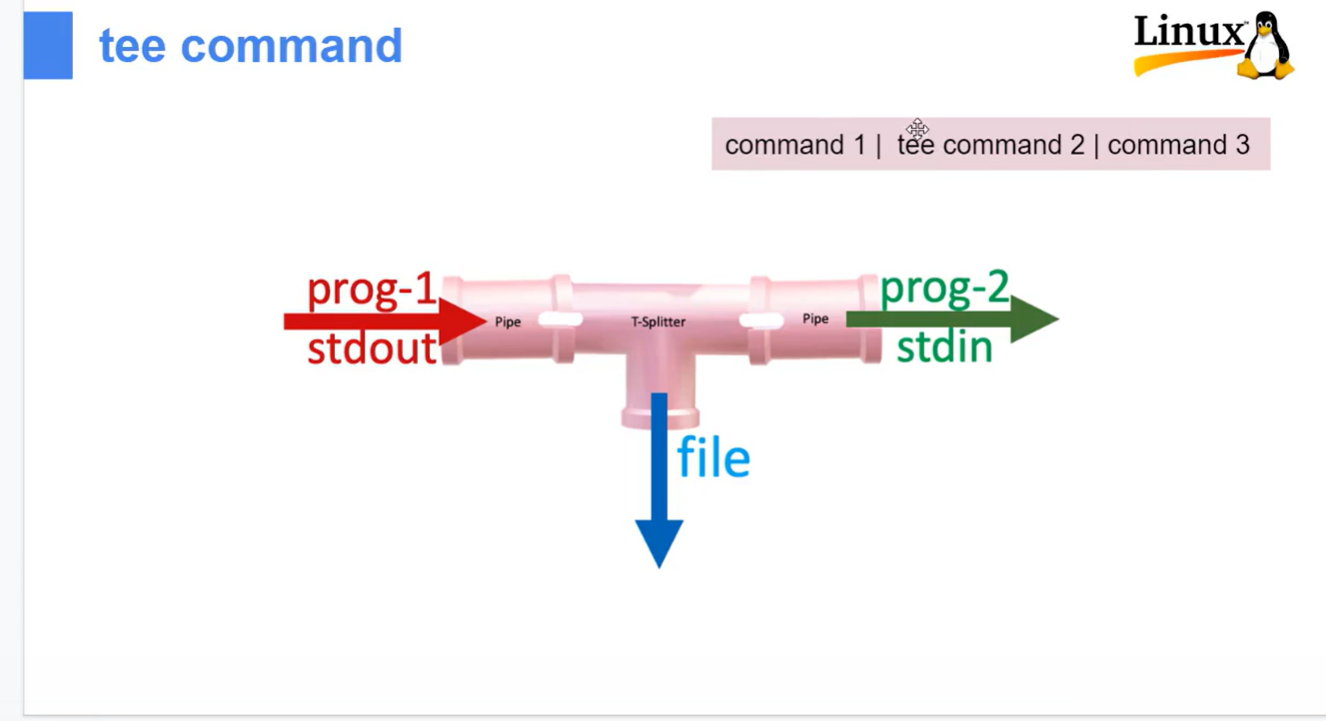 tee command
Linux
command 1 | tee command 2 | command 3
prog-1
stdout
Pipe
T-Splitter
Pipe
prog-2
stdin
file